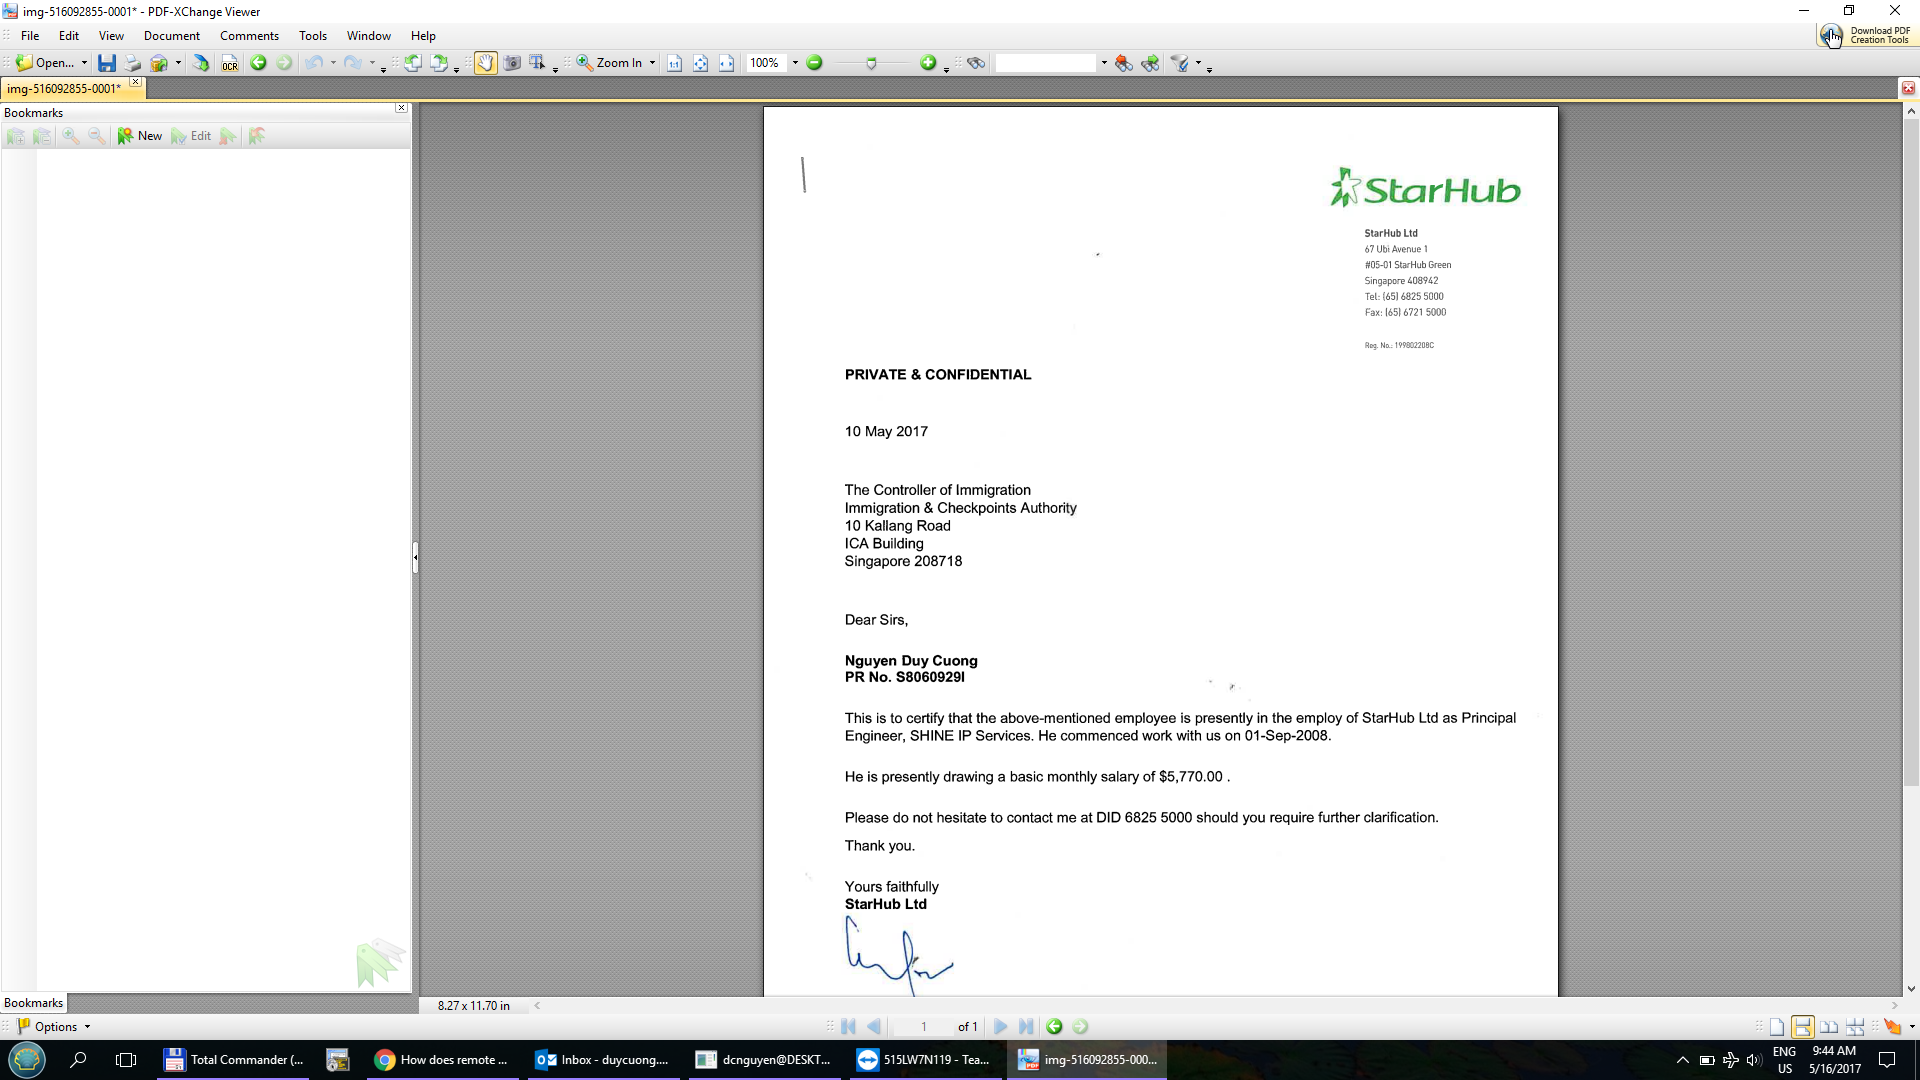 img-516092855-0001* - PDF-XChange Viewer
File Edit View Document Comments Tools Window Help
Download PDF
Creation Tools
Open... OCR Zoom In 1:1 100%
img-516092855-0001*
Bookmarks
New Edit
StarHub
StarHub Ltd
67 Ubi Avenue 1
#05-01 StarHub Green
Singapore 408942
Tel: (65) 6825 5000
Fax: (65) 6721 5000
Reg. No.: 199802208C
PRIVATE & CONFIDENTIAL
10 May 2017
The Controller of Immigration
Immigration & Checkpoints Authority
10 Kallang Road
ICA Building
Singapore 208718
Dear Sirs,
Nguyen Duy Cuong
PR No. S8060929I
This is to certify that the above-mentioned employee is presently in the employ of StarHub Ltd as Principal
Engineer, SHINE IP Services. He commenced work with us on 01-Sep-2008.
He is presently drawing a basic monthly salary of $5,770.00 .
Please do not hesitate to contact me at DID 6825 5000 should you require further clarification.
Thank you.
Yours faithfully
StarHub Ltd
Bookmarks
8.27 x 11.70 in
Options
1 of 1
Total Commander (... How does remote ... Inbox - duycuong.... dcnguyen@DESKT... 515LW7N119 - Tea... img-516092855-000...
ENG
US
9:44 AM
5/16/2017